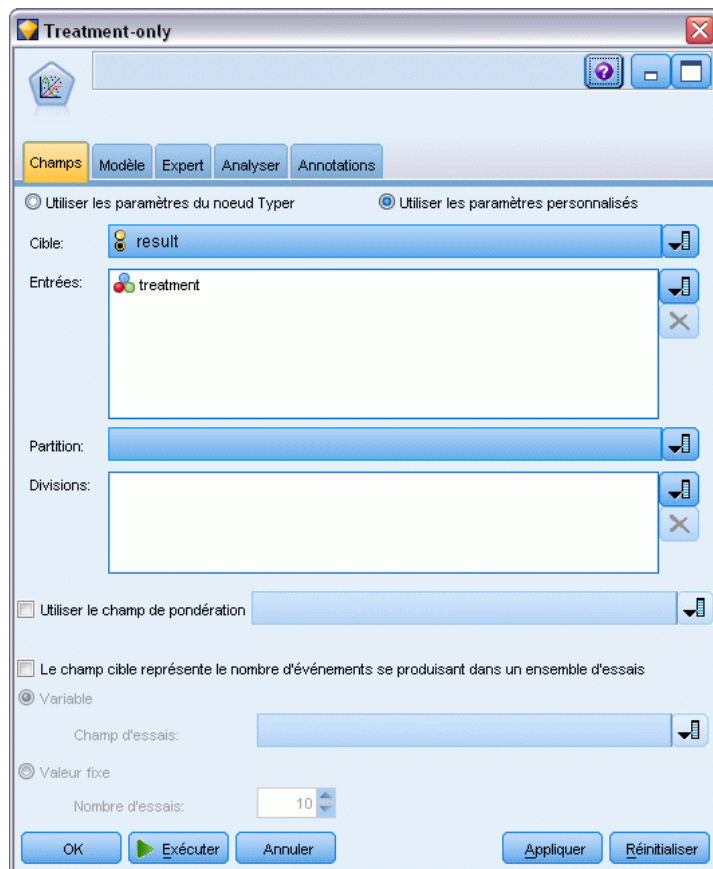 Treatment-only
Champs Modèle Expert Analyser Annotations
Utiliser les paramètres du noeud Typer Utiliser les paramètres personnalisés
Cible: result
Entrées: treatment
Partition:
Divisions:
Utiliser le champ de pondération
Le champ cible représente le nombre d'événements se produisant dans un ensemble d'essais
Variable
Champ d'essais:
Valeur fixe
Nombre d'essais: 10
OK Exécuter Annuler Appliquer Réinitialiser